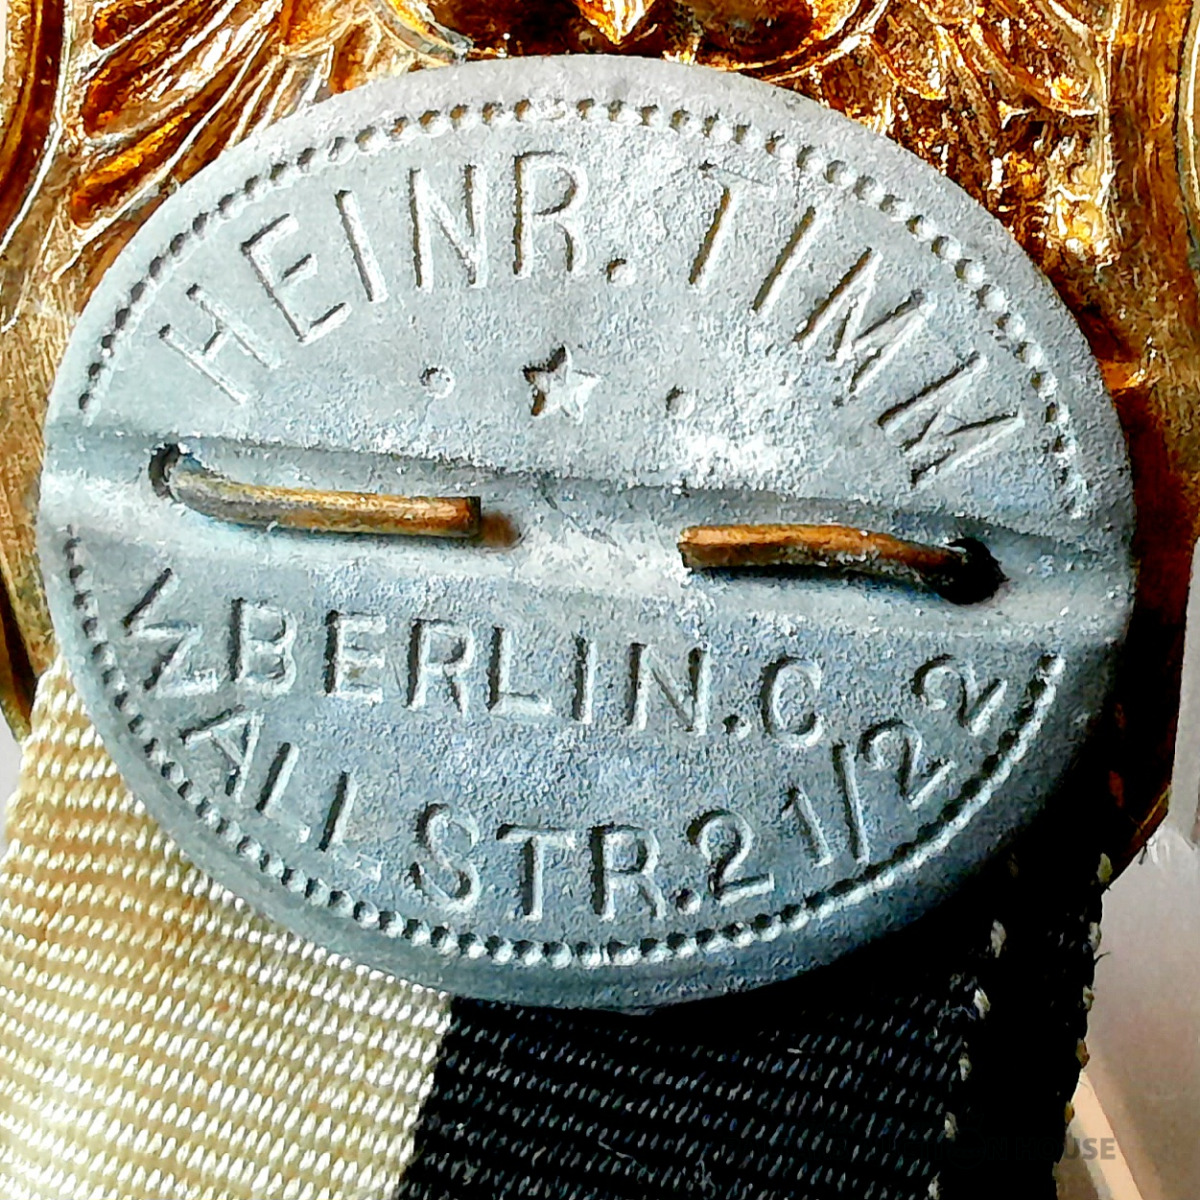 HEINR. TIMM
BERLIN.C
WALLSTR.21/22